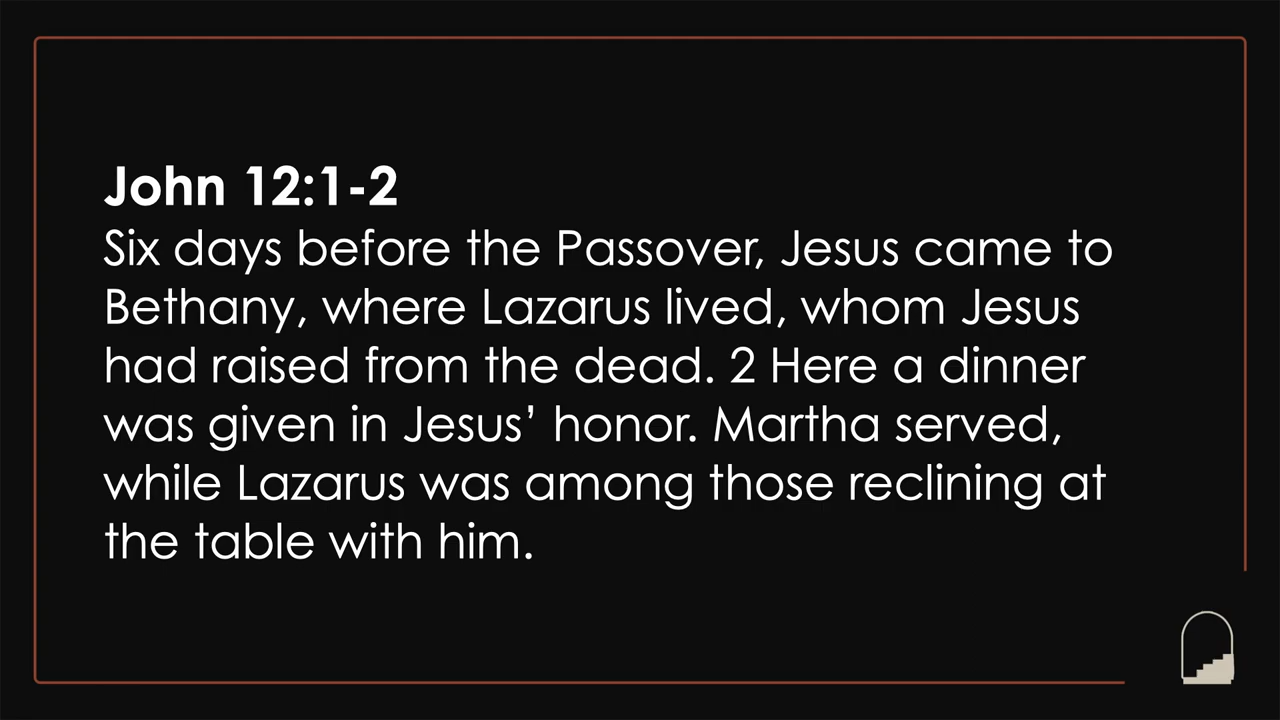 John 12:1-2
Six days before the Passover, Jesus came to
Bethany, where Lazarus lived, whom Jesus
had raised from the dead. 2 Here a dinner
was given in Jesus’ honor. Martha served,
while Lazarus was among those reclining at
the table with him.